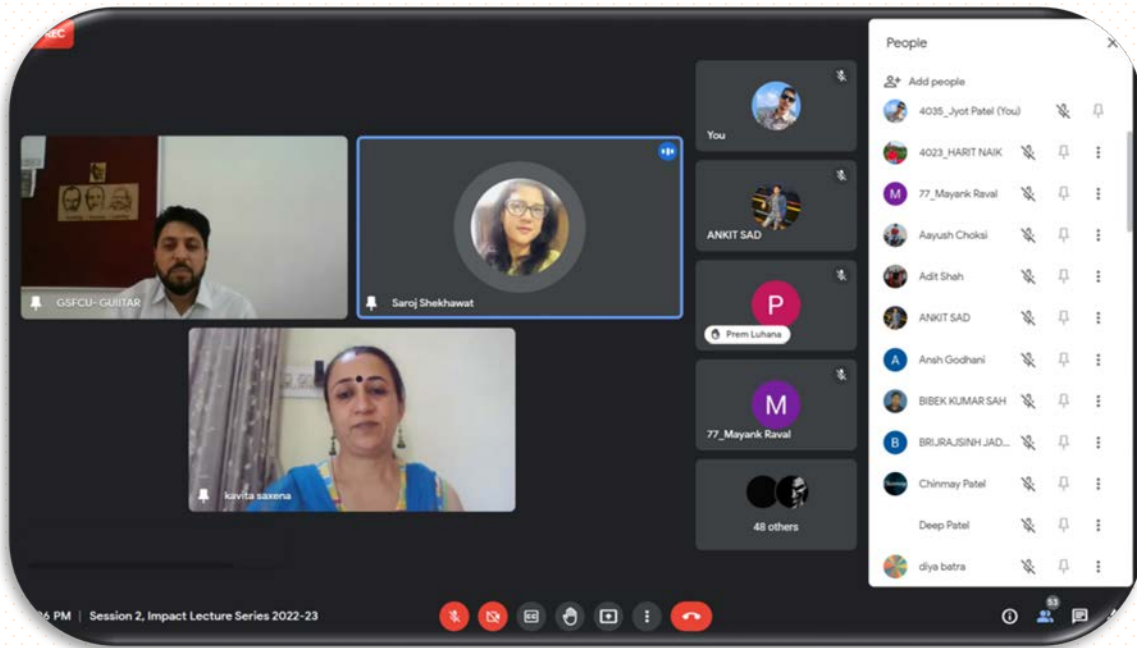 REC
GSFCU- GUIITAR
Saroj Shekhawat
kavita saxena
You
ANKIT SAD
P
Prem Luhana
M
77_Mayank Raval
48 others
People
Add people
4035_Jyot Patel (You)
4023_HARIT NAIK
M
77_Mayank Raval
Aayush Choksi
Adit Shah
ANKIT SAD
A
Ansh Godhani
BIBEK KUMAR SAH
B
BRIJRAJSINH JAD...
Chinmay Patel
Deep Patel
diya batra
6 PM | Session 2, Impact Lecture Series 2022-23
53